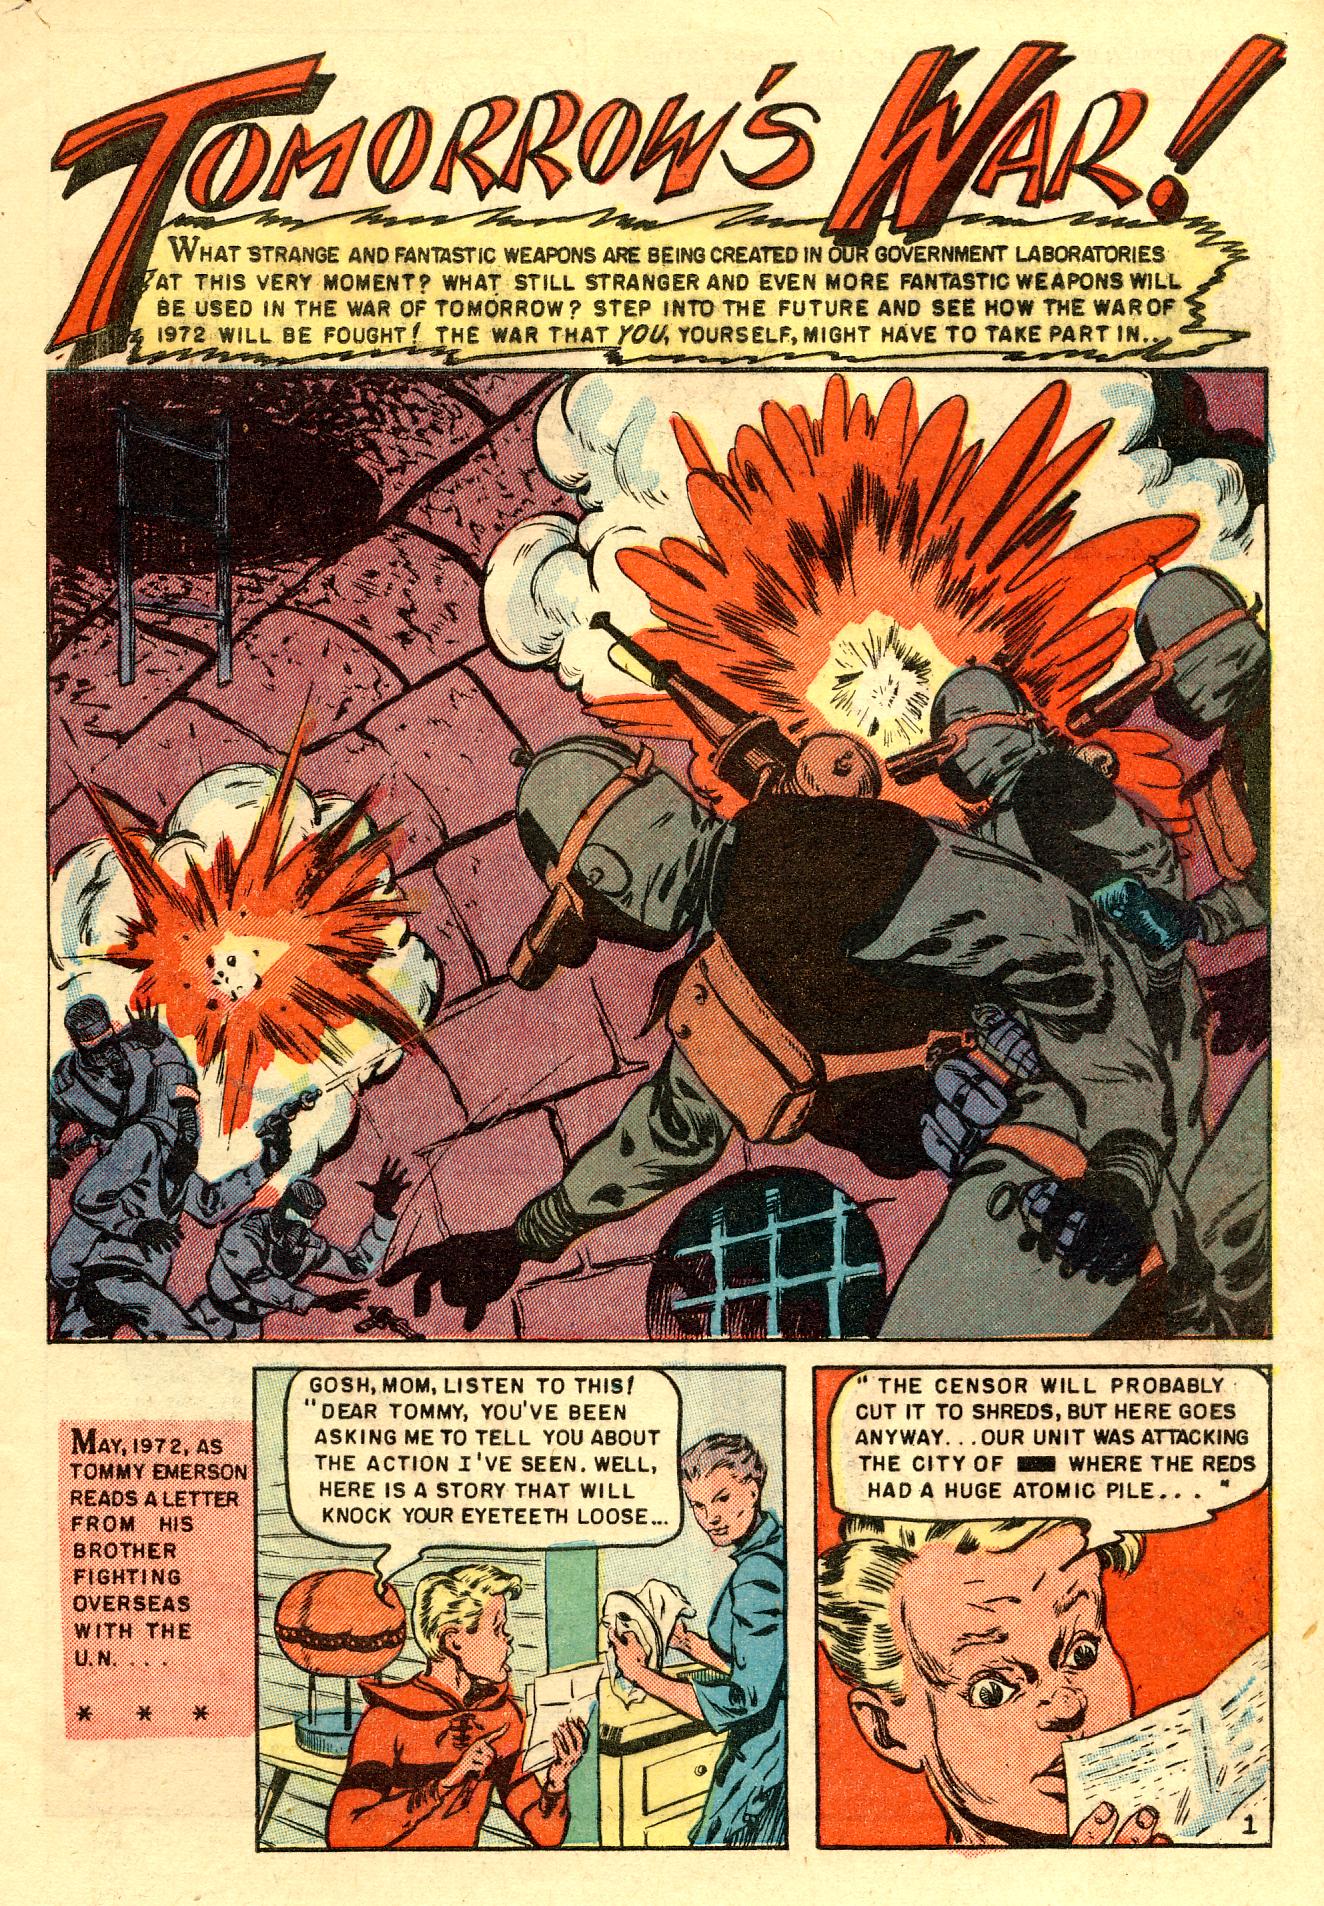 TOMORROW'S WAR!
WHAT STRANGE AND FANTASTIC WEAPONS ARE BEING CREATED IN OUR GOVERNMENT LABORATORIES
AT THIS VERY MOMENT? WHAT STILL STRANGER AND EVEN MORE FANTASTIC WEAPONS WILL
BE USED IN THE WAR OF TOMORROW? STEP INTO THE FUTURE AND SEE HOW THE WAR OF
1972 WILL BE FOUGHT! THE WAR THAT YOU, YOURSELF, MIGHT HAVE TO TAKE PART IN..
MAY, 1972, AS
TOMMY EMERSON
READS A LETTER
FROM HIS
BROTHER
FIGHTING
OVERSEAS
WITH THE
U.N. . . .
* * *
GOSH, MOM, LISTEN TO THIS!
"DEAR TOMMY, YOU'VE BEEN
ASKING ME TO TELL YOU ABOUT
THE ACTION I'VE SEEN. WELL,
HERE IS A STORY THAT WILL
KNOCK YOUR EYETEETH LOOSE...
"THE CENSOR WILL PROBABLY
CUT IT TO SHREDS, BUT HERE GOES
ANYWAY...OUR UNIT WAS ATTACKING
THE CITY OF WHERE THE REDS
HAD A HUGE ATOMIC PILE..."
1